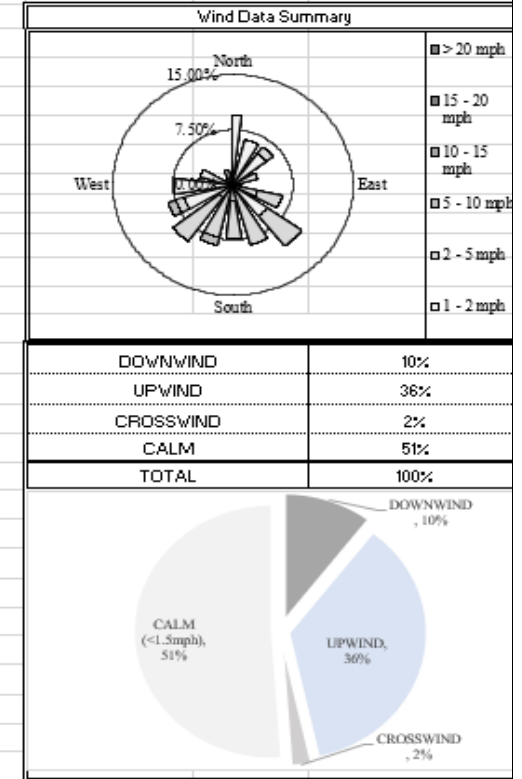 Wind Data Summary
North
15.00%
7.50%
0.00%
West
East
South
> 20 mph
15 - 20
mph
10 - 15
mph
5 - 10 mph
2 - 5 mph
1 - 2 mph
DOWNWIND 10%
UPWIND 36%
CROSSWIND 2%
CALM 51%
TOTAL 100%
DOWNWIND
, 10%
CALM
(<1.5mph),
51%
UPWIND,
36%
CROSSWIND
, 2%